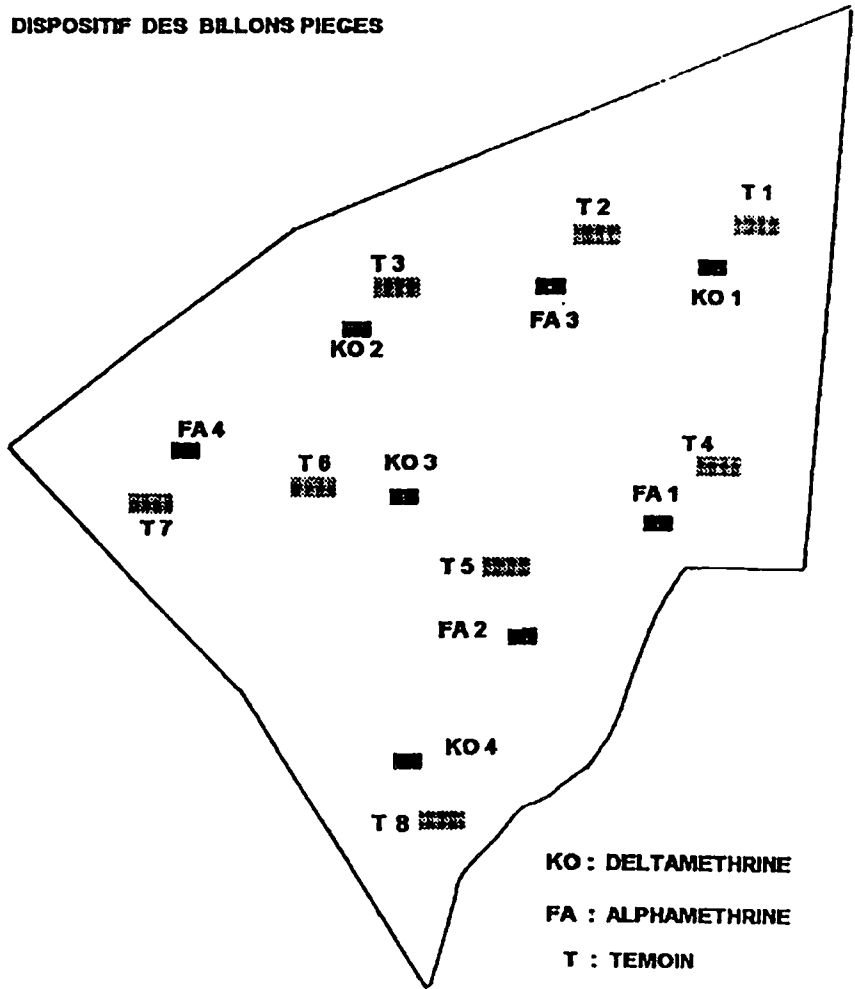 DISPOSITIF DES BILLONS PIEGES
T 1
T 2
T 3
KO 1
FA 3
KO 2
FA 4
T 6
KO 3
T 4
FA 1
T 7
T 5
FA 2
KO 4
T 8
KO : DELTAMETHRINE
FA : ALPHAMETHRINE
T : TEMOIN